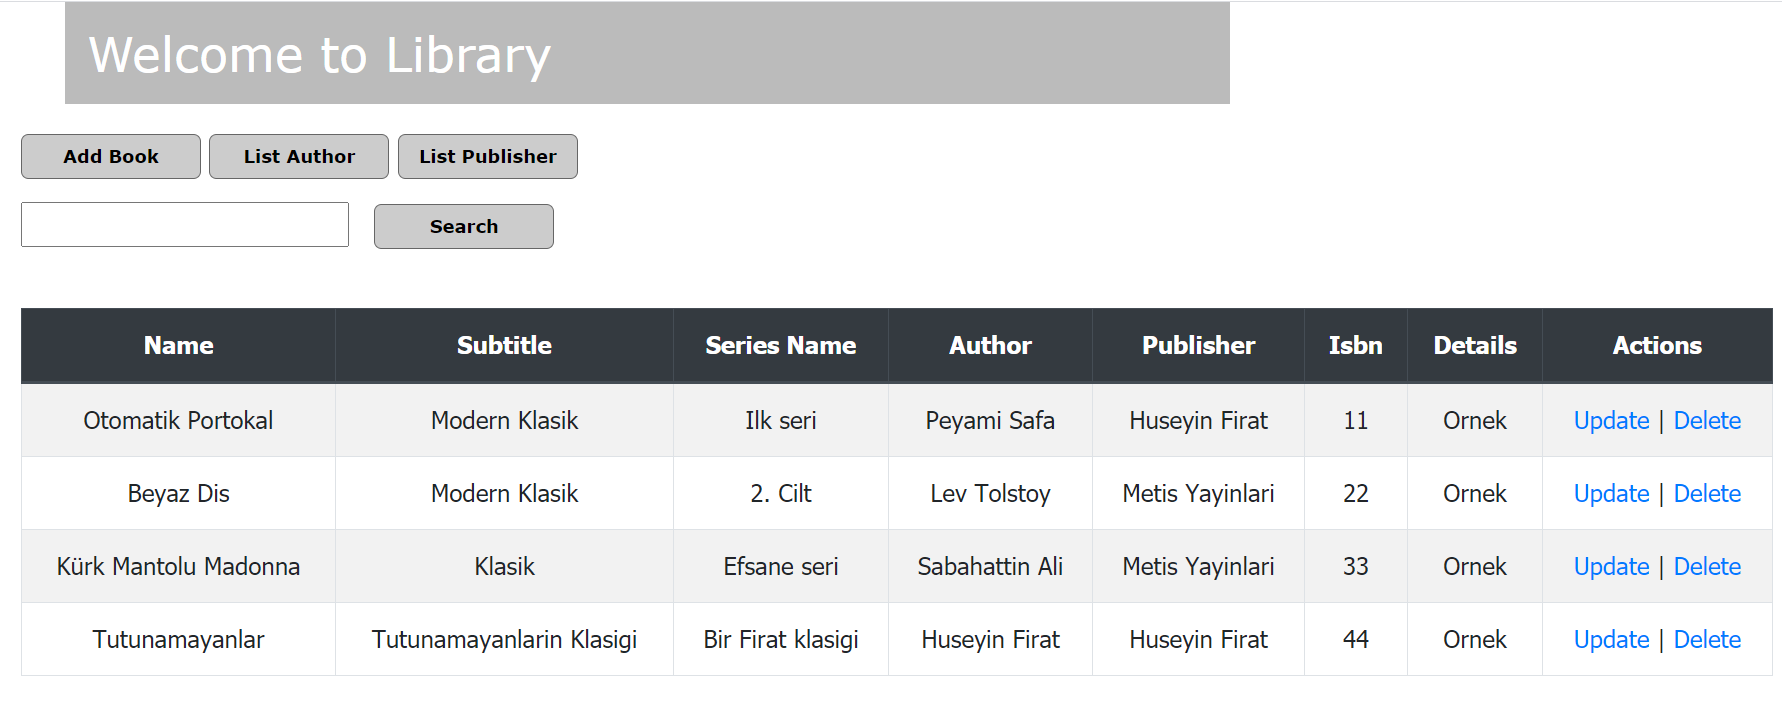 Welcome to Library
Add Book List Author List Publisher
Search
Name Subtitle Series Name Author Publisher Isbn Details Actions
Otomatik Portokal Modern Klasik Ilk seri Peyami Safa Huseyin Firat 11 Ornek Update | Delete
Beyaz Dis Modern Klasik 2. Cilt Lev Tolstoy Metis Yayinlari 22 Ornek Update | Delete
Kürk Mantolu Madonna Klasik Efsane seri Sabahattin Ali Metis Yayinlari 33 Ornek Update | Delete
Tutunamayanlar Tutunamayanlarin Klasigi Bir Firat klasigi Huseyin Firat Huseyin Firat 44 Ornek Update | Delete